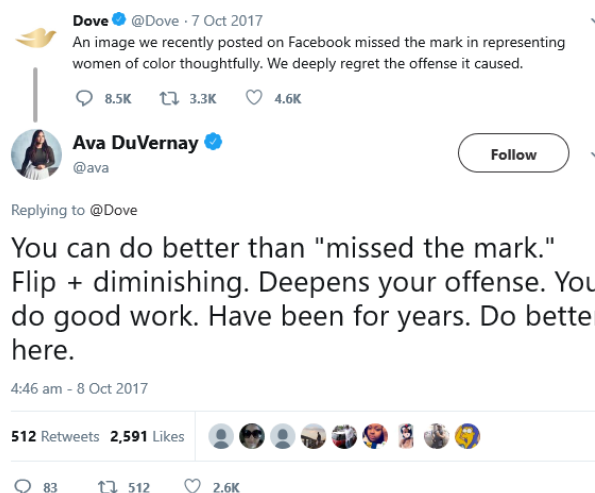 Dove @Dove · 7 Oct 2017
An image we recently posted on Facebook missed the mark in representing
women of color thoughtfully. We deeply regret the offense it caused.
8.5K 3.3K 4.6K
Ava DuVernay
@ava
Follow
Replying to @Dove
You can do better than "missed the mark."
Flip + diminishing. Deepens your offense. You
do good work. Have been for years. Do bette
here.
4:46 am - 8 Oct 2017
512 Retweets 2,591 Likes
83 512 2.6K